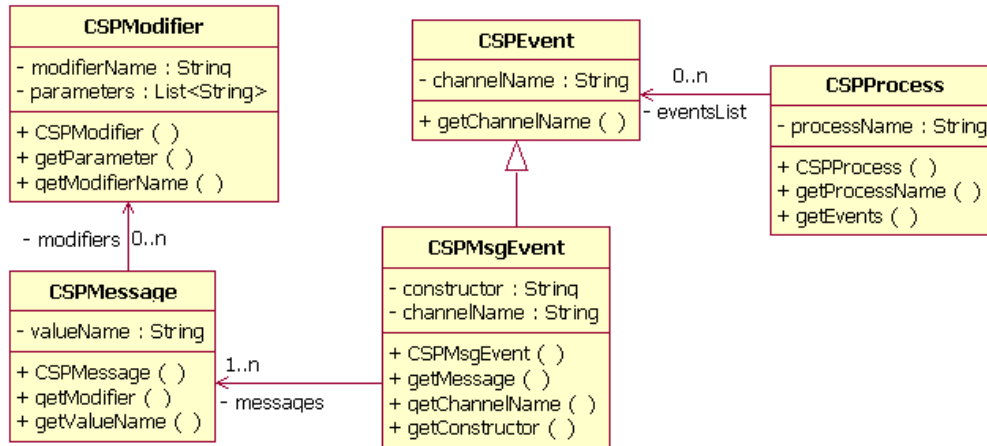 CSPModifier
- modifierName : String
- parameters : List<String>
+ CSPModifier ( )
+ getParameter ( )
+ getModifierName ( )
CSPEvent
- channelName : String
+ getChannelName ( )
0..n
- eventsList
CSPProcess
- processName : String
+ CSPProcess ( )
+ getProcessName ( )
+ getEvents ( )
- modifiers 0..n
CSPMessage
- valueName : String
+ CSPMessage ( )
+ getModifier ( )
+ getValueName ( )
1..n
- messages
CSPMsgEvent
- constructor : String
- channelName : String
+ CSPMsgEvent ( )
+ getMessage ( )
+ getChannelName ( )
+ getConstructor ( )